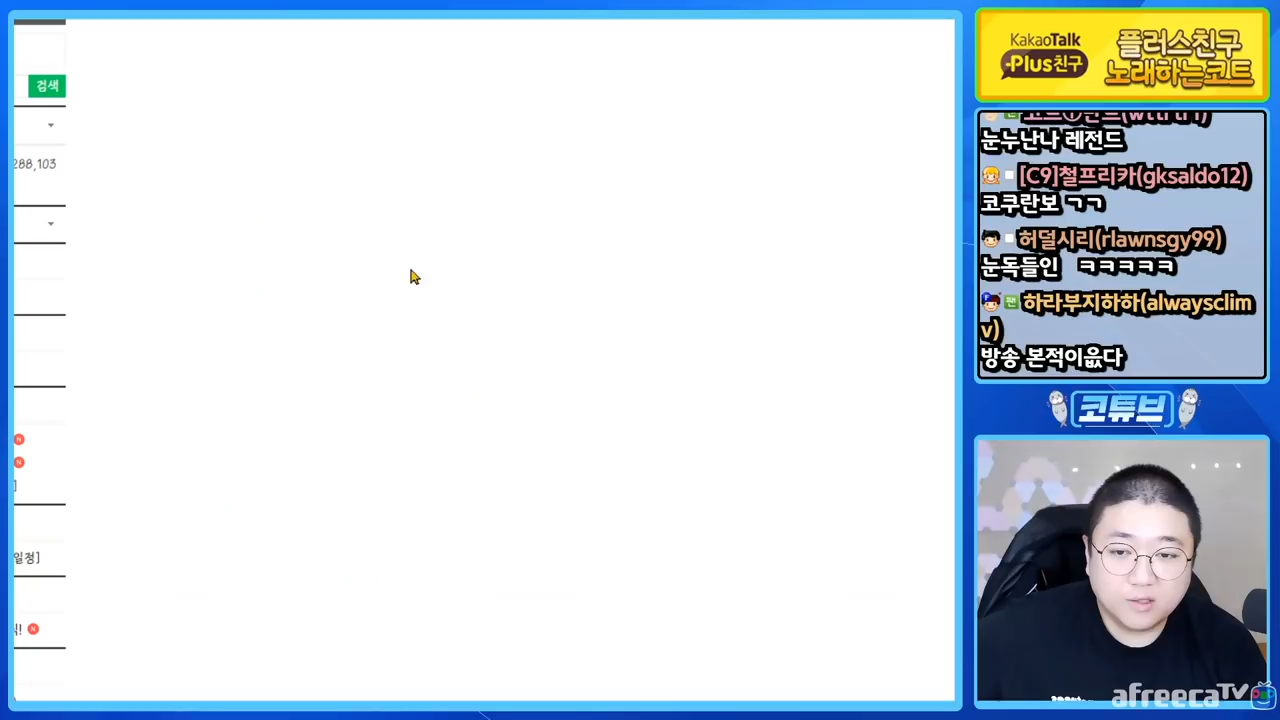 검색
288,103
일정]
KakaoTalk
Plus친구
플러스친구
노래하는코트
눈누난나 레전드
[C9]철프리카(gksaldo12)
코쿠란보 ㄱㄱ
허덜시리(rlawnsgy99)
눈독들인 ㅋㅋㅋㅋㅋ
팬 하라부지하하(alwaysclim
v)
방송 본적이읎다
코튜브
afreecaTV